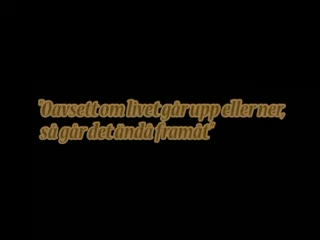 "Oavsett om livet går upp eller ner,
så går det ändå framåt"